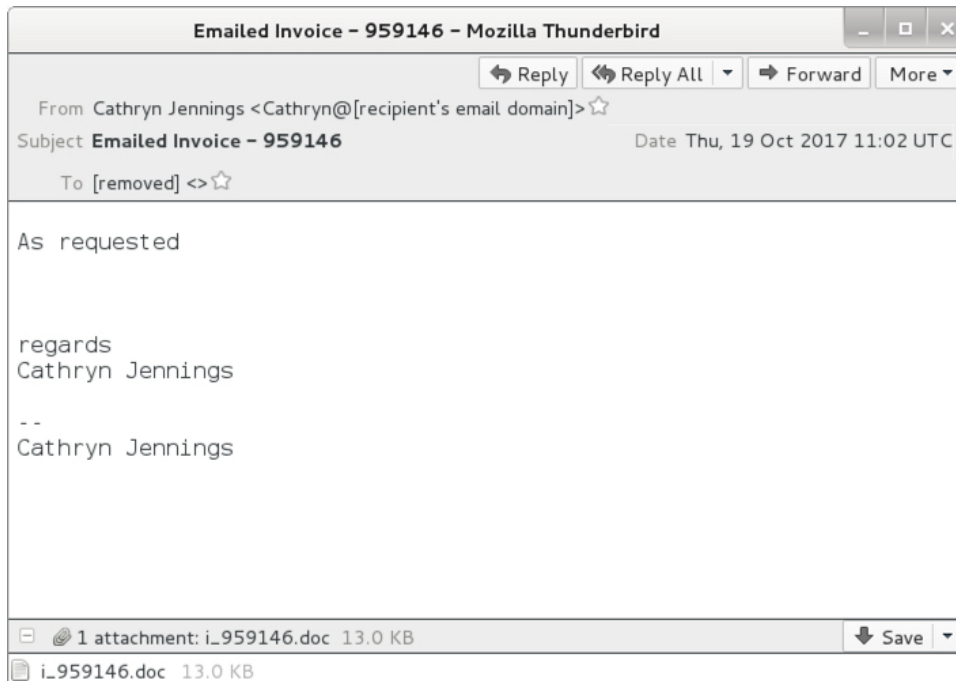 Emailed Invoice – 959146 – Mozilla Thunderbird
Reply Reply All Forward More
From Cathryn Jennings <Cathryn@[recipient's email domain]>
Subject Emailed Invoice – 959146 Date Thu, 19 Oct 2017 11:02 UTC
To [removed] <>
As requested
regards
Cathryn Jennings
--
Cathryn Jennings
1 attachment: i_959146.doc 13.0 KB Save
i_959146.doc 13.0 KB